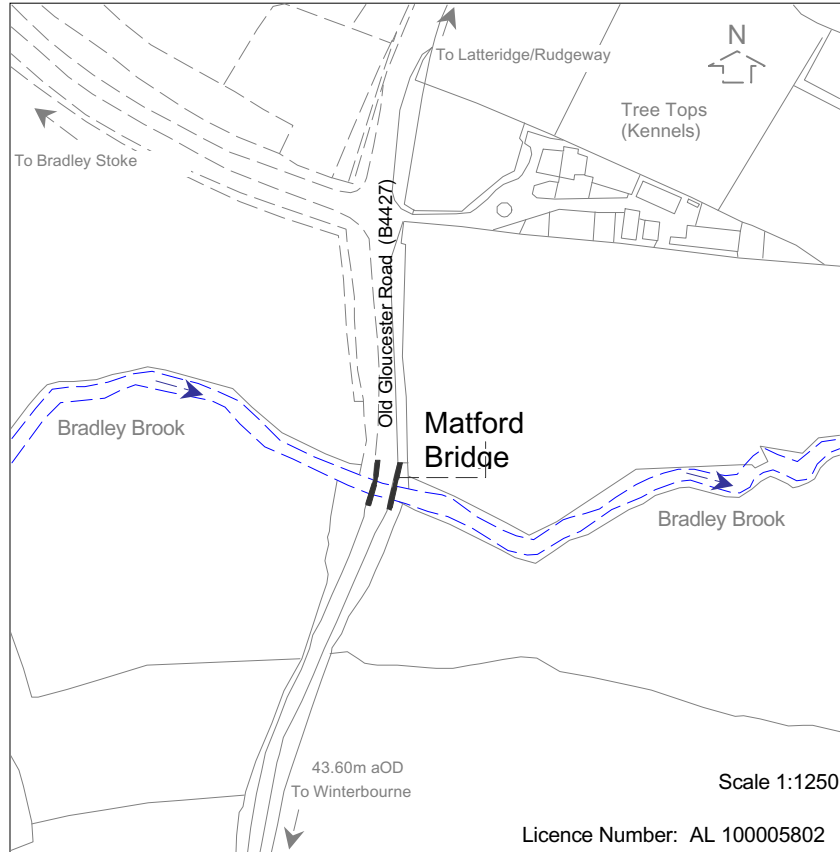 To Latteridge/Rudgeway
N
Tree Tops
(Kennels)
To Bradley Stoke
Old Gloucester Road (B4427)
Matford
Bridge
Bradley Brook
Bradley Brook
43.60m aOD
To Winterbourne
Scale 1:1250
Licence Number: AL 100005802